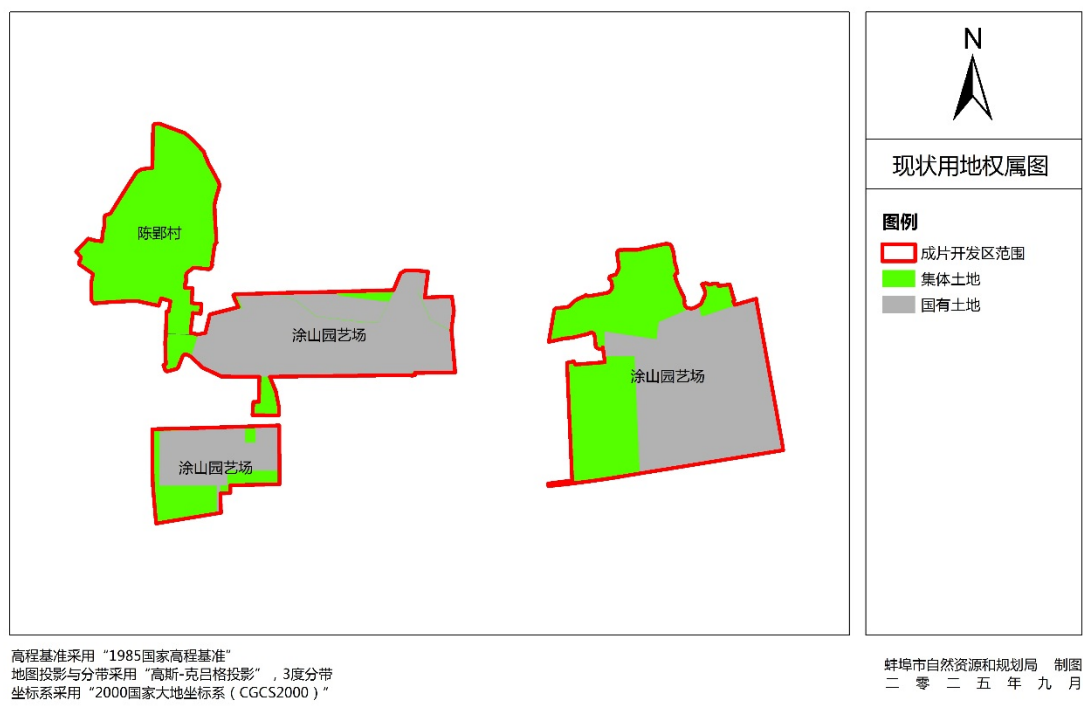 N
现状用地权属图
图例
成片开发区范围
集体土地
国有土地
陈郢村
涂山园艺场
涂山园艺场
涂山园艺场
高程基准采用“1985国家高程基准”
地图投影与分带采用“高斯-克吕格投影”，3度分带
坐标系采用“2000国家大地坐标系（CGCS2000）”
蚌埠市自然资源和规划局 制图
二零二五年九月